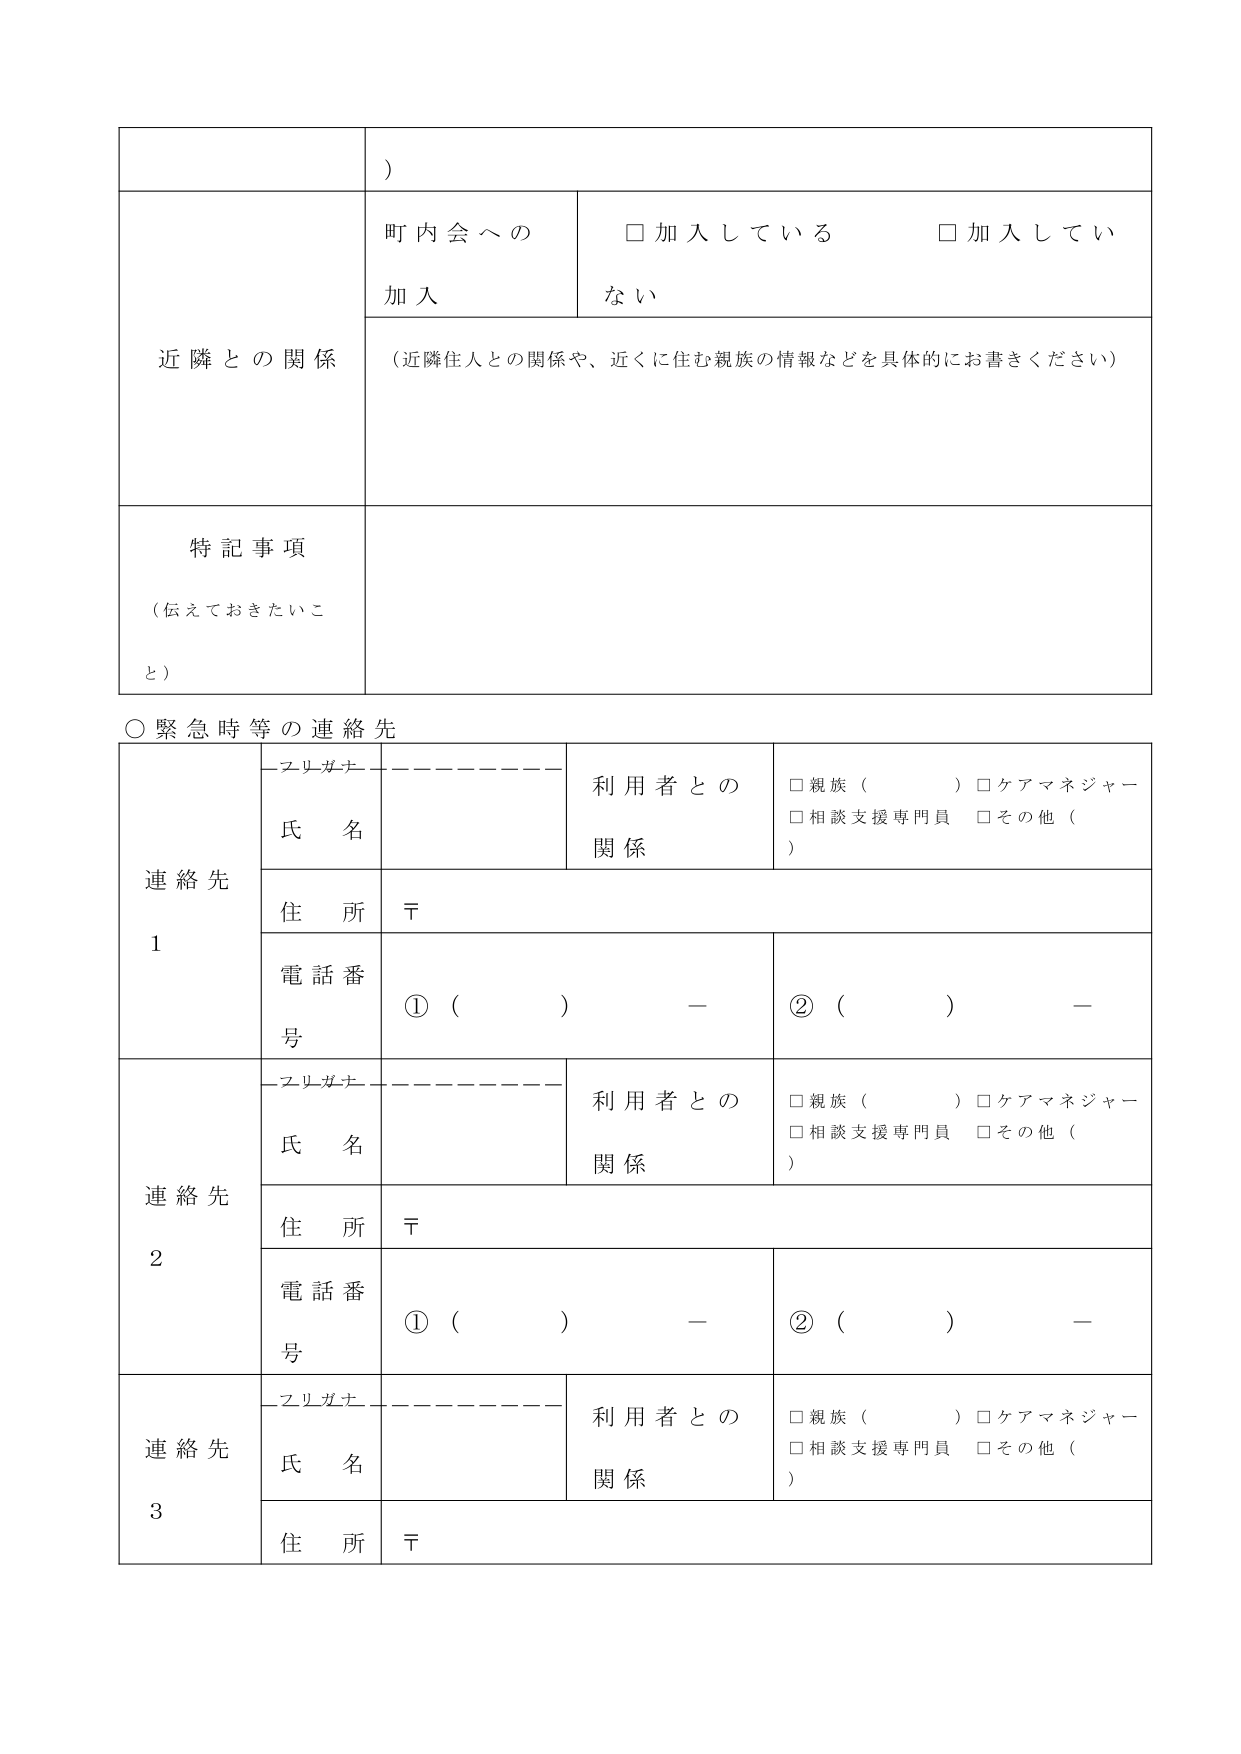 ）
近隣との関係
町内会への
加入
□加入している　　　□加入してい
ない
（近隣住人との関係や、近くに住む親族の情報などを具体的にお書きください）
特記事項
（伝えておきたいこ
と）
○緊急時等の連絡先
連絡先
1
フリガナ
氏　名
利用者との
関係
□親族（　　　　）□ケアマネジャー
□相談支援専門員　□その他（
）
住　所
〒
電話番
号
①（　　　）　　　－
②（　　　）　　　－
連絡先
2
フリガナ
氏　名
利用者との
関係
□親族（　　　　）□ケアマネジャー
□相談支援専門員　□その他（
）
住　所
〒
電話番
号
①（　　　）　　　－
②（　　　）　　　－
連絡先
3
フリガナ
氏　名
利用者との
関係
□親族（　　　　）□ケアマネジャー
□相談支援専門員　□その他（
）
住　所
〒